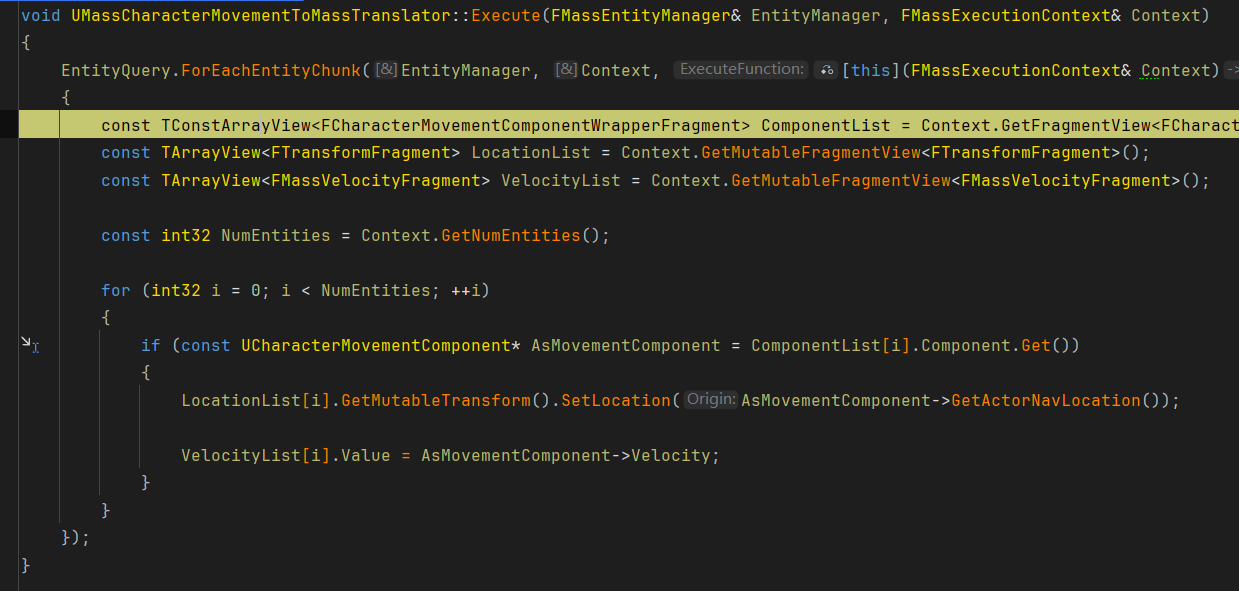 void UMassCharacterMovementToMassTranslator::Execute(FMassEntityManager& EntityManager, FMassExecutionContext& Context)
{
EntityQuery.ForEachEntityChunk([&]EntityManager, [&]Context, ExecuteFunction: [this](FMassExecutionContext& Context)->
{
const TConstArrayView<FCharacterMovementComponentWrapperFragment> ComponentList = Context.GetFragmentView<FCharact
const TArrayView<FTransformFragment> LocationList = Context.GetMutableFragmentView<FTransformFragment>();
const TArrayView<FMassVelocityFragment> VelocityList = Context.GetMutableFragmentView<FMassVelocityFragment>();
const int32 NumEntities = Context.GetNumEntities();
for (int32 i = 0; i < NumEntities; ++i)
{
if (const UCharacterMovementComponent* AsMovementComponent = ComponentList[i].Component.Get())
{
LocationList[i].GetMutableTransform().SetLocation(Origin: AsMovementComponent->GetActorNavLocation());
VelocityList[i].Value = AsMovementComponent->Velocity;
}
}
});
}